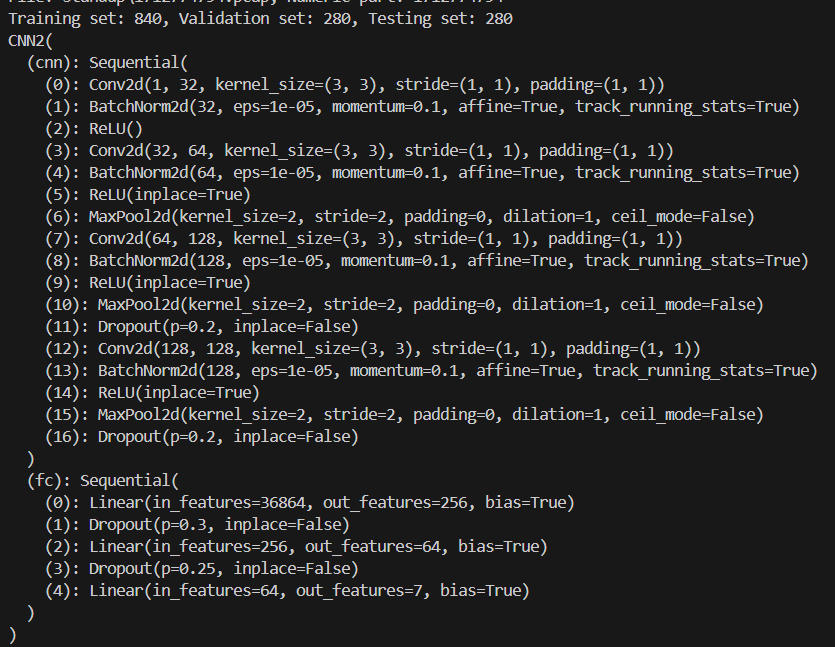 Training set: 840, Validation set: 280, Testing set: 280
CNN2(
  (cnn): Sequential(
    (0): Conv2d(1, 32, kernel_size=(3, 3), stride=(1, 1), padding=(1, 1))
    (1): BatchNorm2d(32, eps=1e-05, momentum=0.1, affine=True, track_running_stats=True)
    (2): ReLU()
    (3): Conv2d(32, 64, kernel_size=(3, 3), stride=(1, 1), padding=(1, 1))
    (4): BatchNorm2d(64, eps=1e-05, momentum=0.1, affine=True, track_running_stats=True)
    (5): ReLU(inplace=True)
    (6): MaxPool2d(kernel_size=2, stride=2, padding=0, dilation=1, ceil_mode=False)
    (7): Conv2d(64, 128, kernel_size=(3, 3), stride=(1, 1), padding=(1, 1))
    (8): BatchNorm2d(128, eps=1e-05, momentum=0.1, affine=True, track_running_stats=True)
    (9): ReLU(inplace=True)
    (10): MaxPool2d(kernel_size=2, stride=2, padding=0, dilation=1, ceil_mode=False)
    (11): Dropout(p=0.2, inplace=False)
    (12): Conv2d(128, 128, kernel_size=(3, 3), stride=(1, 1), padding=(1, 1))
    (13): BatchNorm2d(128, eps=1e-05, momentum=0.1, affine=True, track_running_stats=True)
    (14): ReLU(inplace=True)
    (15): MaxPool2d(kernel_size=2, stride=2, padding=0, dilation=1, ceil_mode=False)
    (16): Dropout(p=0.2, inplace=False)
  )
  (fc): Sequential(
    (0): Linear(in_features=36864, out_features=256, bias=True)
    (1): Dropout(p=0.3, inplace=False)
    (2): Linear(in_features=256, out_features=64, bias=True)
    (3): Dropout(p=0.25, inplace=False)
    (4): Linear(in_features=64, out_features=7, bias=True)
  )
)